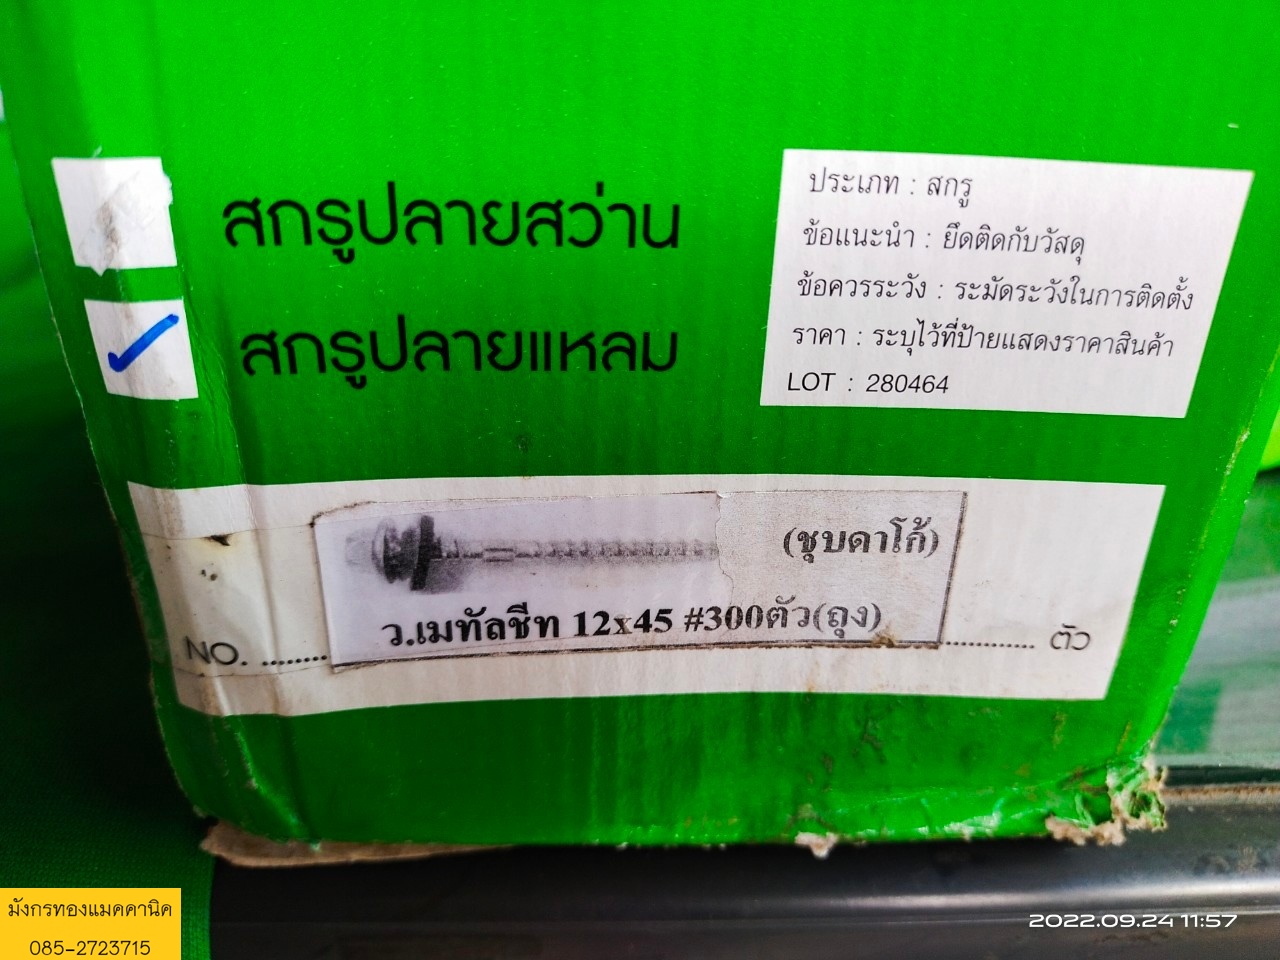 สกรูปลายสว่าน
สกรูปลายแหลม
ประเภท : สกรู
ข้อแนะนำ : ยึดติดกับวัสดุ
ข้อควรระวัง : ระมัดระวังในการติดตั้ง
ราคา : ระบุไว้ที่ป้ายแสดงราคาสินค้า
LOT : 280464
(ชุบดาโก้)
ว.เมทัลชีท 12x45 #300ตัว(ถุง)
NO. ........ .............. ตัว
มังกรทองแมคคานิค
085-2723715
2022.09.24 11:57